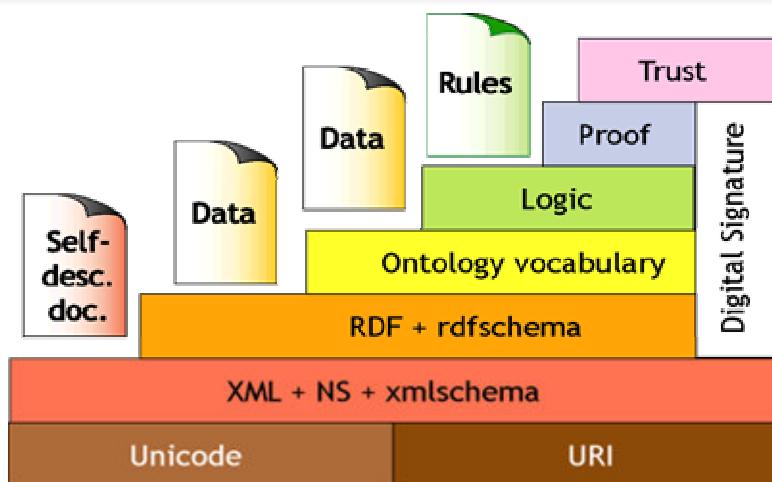 Rules
Trust
Data
Proof
Data
Logic
Digital Signature
Self-
desc.
doc.
Ontology vocabulary
RDF + rdfschema
XML + NS + xmlschema
Unicode
URI